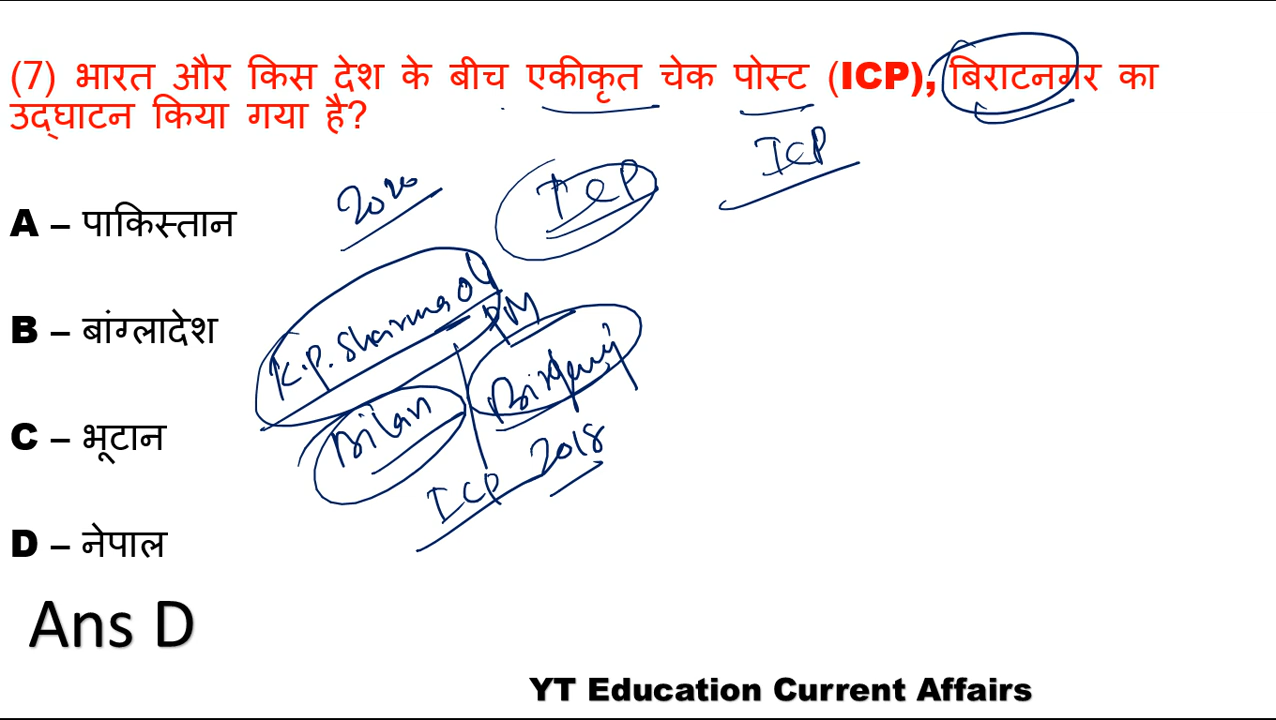 (7) भारत और किस देश के बीच एकीकृत चेक पोस्ट (ICP), बिराटनगर का
उद्घाटन किया गया है?
ICP
2020
ICP
A – पाकिस्तान
K.P. Sharma Oli
PM
B – बांग्लादेश
Birgunj
C – भूटान
2018
ICP
D – नेपाल
Ans D
YT Education Current Affairs